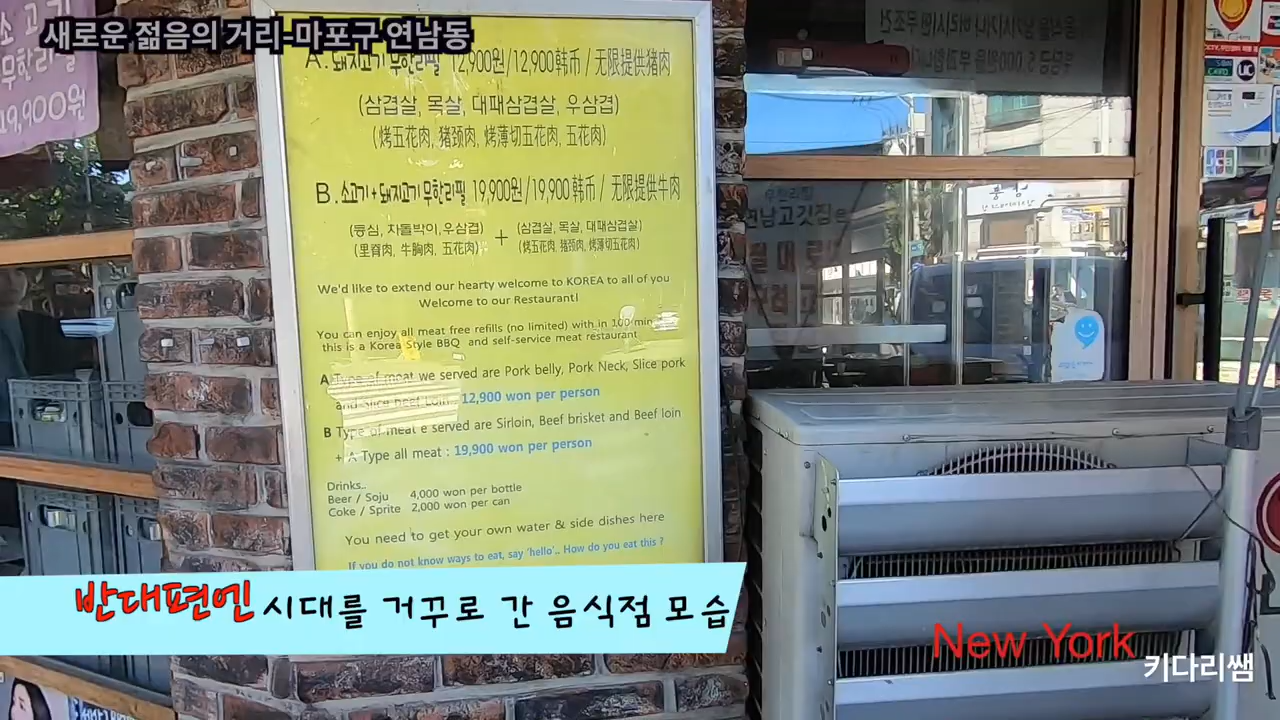 새로운 젊음의 거리-마포구 연남동
소고기
무한리필
19,900원
A. 돼지고기 무한리필 12,900원/12,900韩币 / 无限提供猪肉
(삼겹살, 목살, 대패삼겹살, 우삼겹)
(烤五花肉, 猪颈肉, 烤薄切五花肉, 五花肉)
B. 소고기+돼지고기 무한리필 19,900원/19,900韩币 / 无限提供牛肉
(등심, 차돌박이, 우삼겹) + (삼겹살, 목살, 대패삼겹살)
(里脊肉, 牛胸肉, 五花肉) (烤五花肉, 猪颈肉, 烤薄切五花肉)
We'd like to extend our hearty welcome to KOREA to all of you
Welcome to our Restaurant!
You can enjoy all meat free refills (no limited) with in 100 min
this is a Korea Style BBQ and self-service meat restaurant
A Type of meat we served are Pork belly, Pork Neck, Slice pork
and Slice beef Loin : 12,900 won per person
B Type of meat e served are Sirloin, Beef brisket and Beef loin
+ A Type all meat : 19,900 won per person
Drinks..
Beer / Soju 4,000 won per bottle
Coke / Sprite 2,000 won per can
You need to get your own water & side dishes here
If you do not know ways to eat, say 'hello'.. How do you eat this ?
반대편엔 시대를 거꾸로 간 음식점 모습
New York
키다리쌤